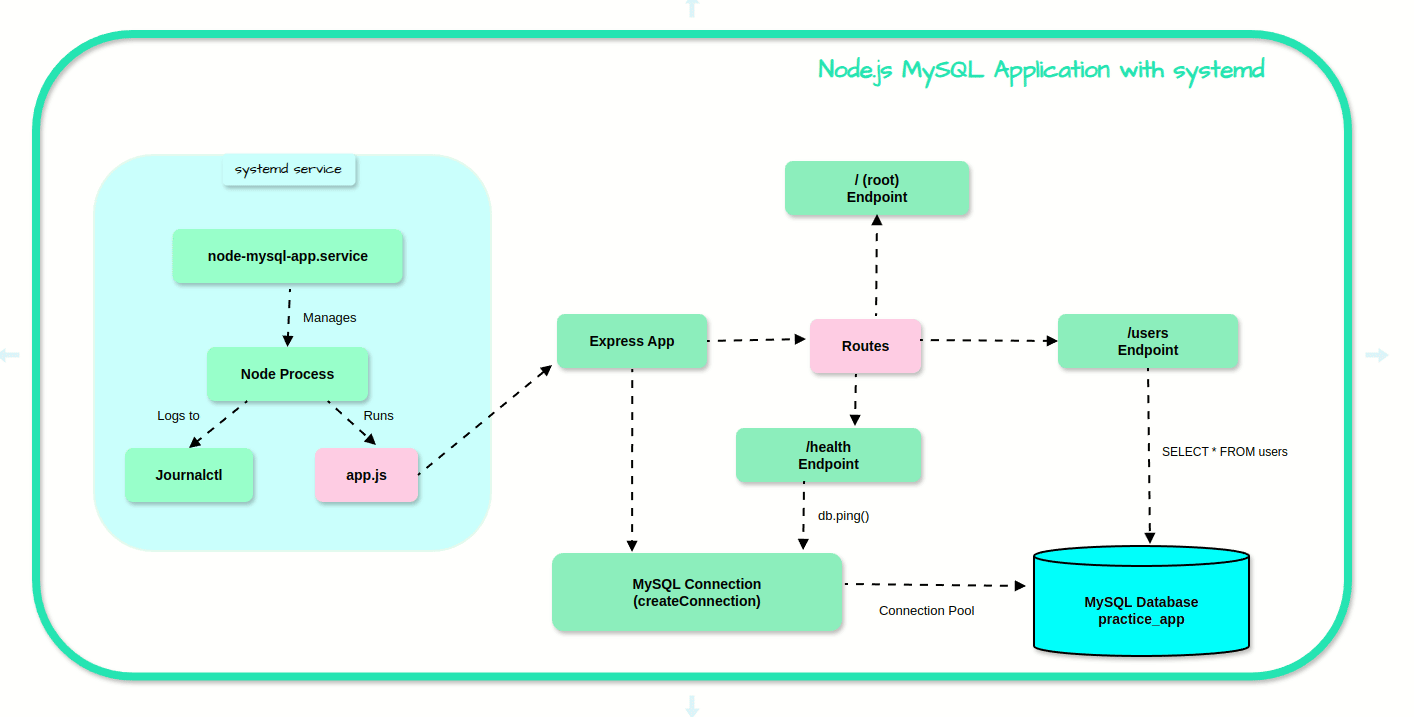 Node.js MySQL Application with systemd
systemd service
node-mysql-app.service
Manages
Node Process
Logs to
Runs
Journalctl
app.js
Express App
Routes
/ (root)
Endpoint
/users
Endpoint
/health
Endpoint
db.ping()
SELECT * FROM users
MySQL Connection
(createConnection)
Connection Pool
MySQL Database
practice_app